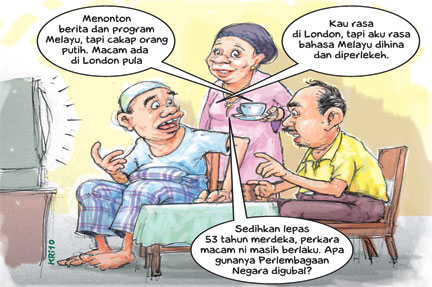 Menonton
berita dan program
Melayu, tapi cakap orang
putih. Macam ada
di London pula
Kau rasa
di London, tapi aku rasa
bahasa Melayu dihina
dan diperlekeh.
Sedihkan lepas
53 tahun merdeka, perkara
macam ni masih berlaku. Apa
gunanya Perlembagaan
Negara digubal?
KRI10